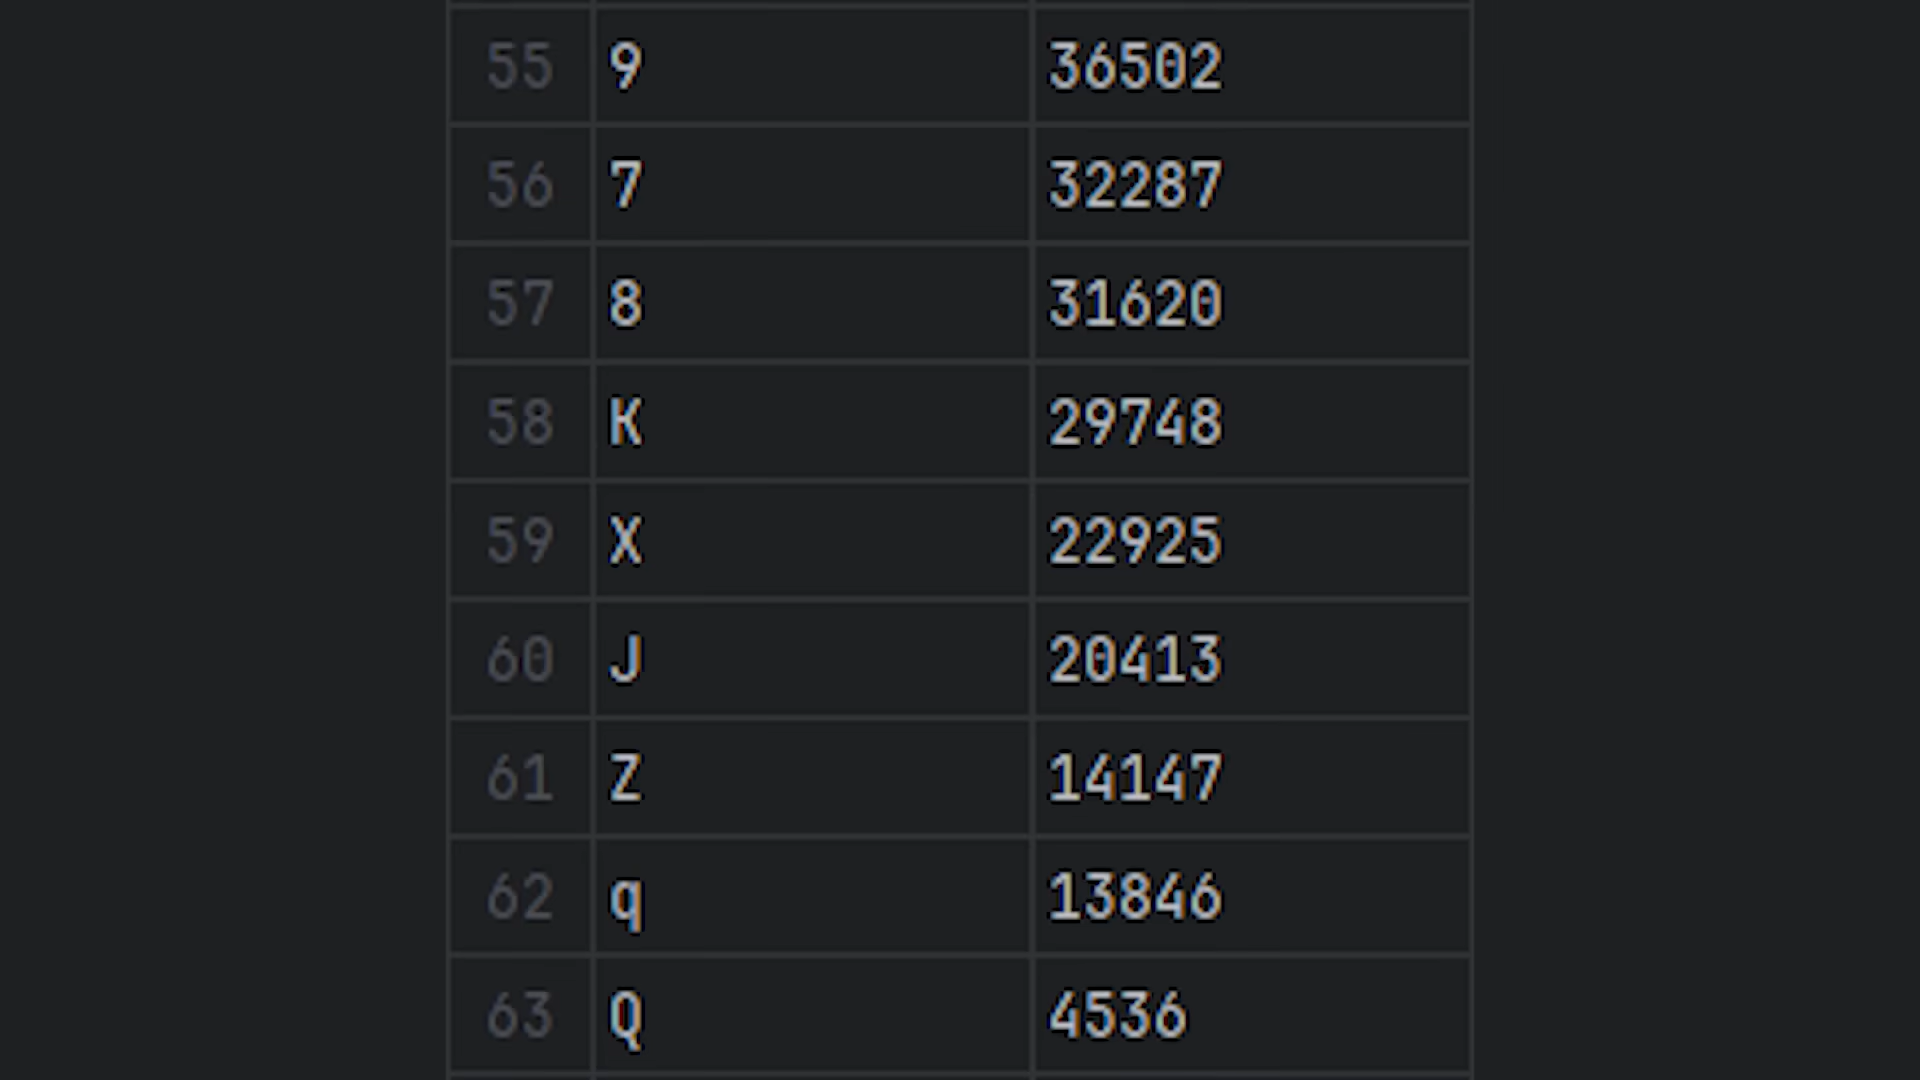 55 9 36502
56 7 32287
57 8 31620
58 K 29748
59 X 22925
60 J 20413
61 Z 14147
62 q 13846
63 Q 4536